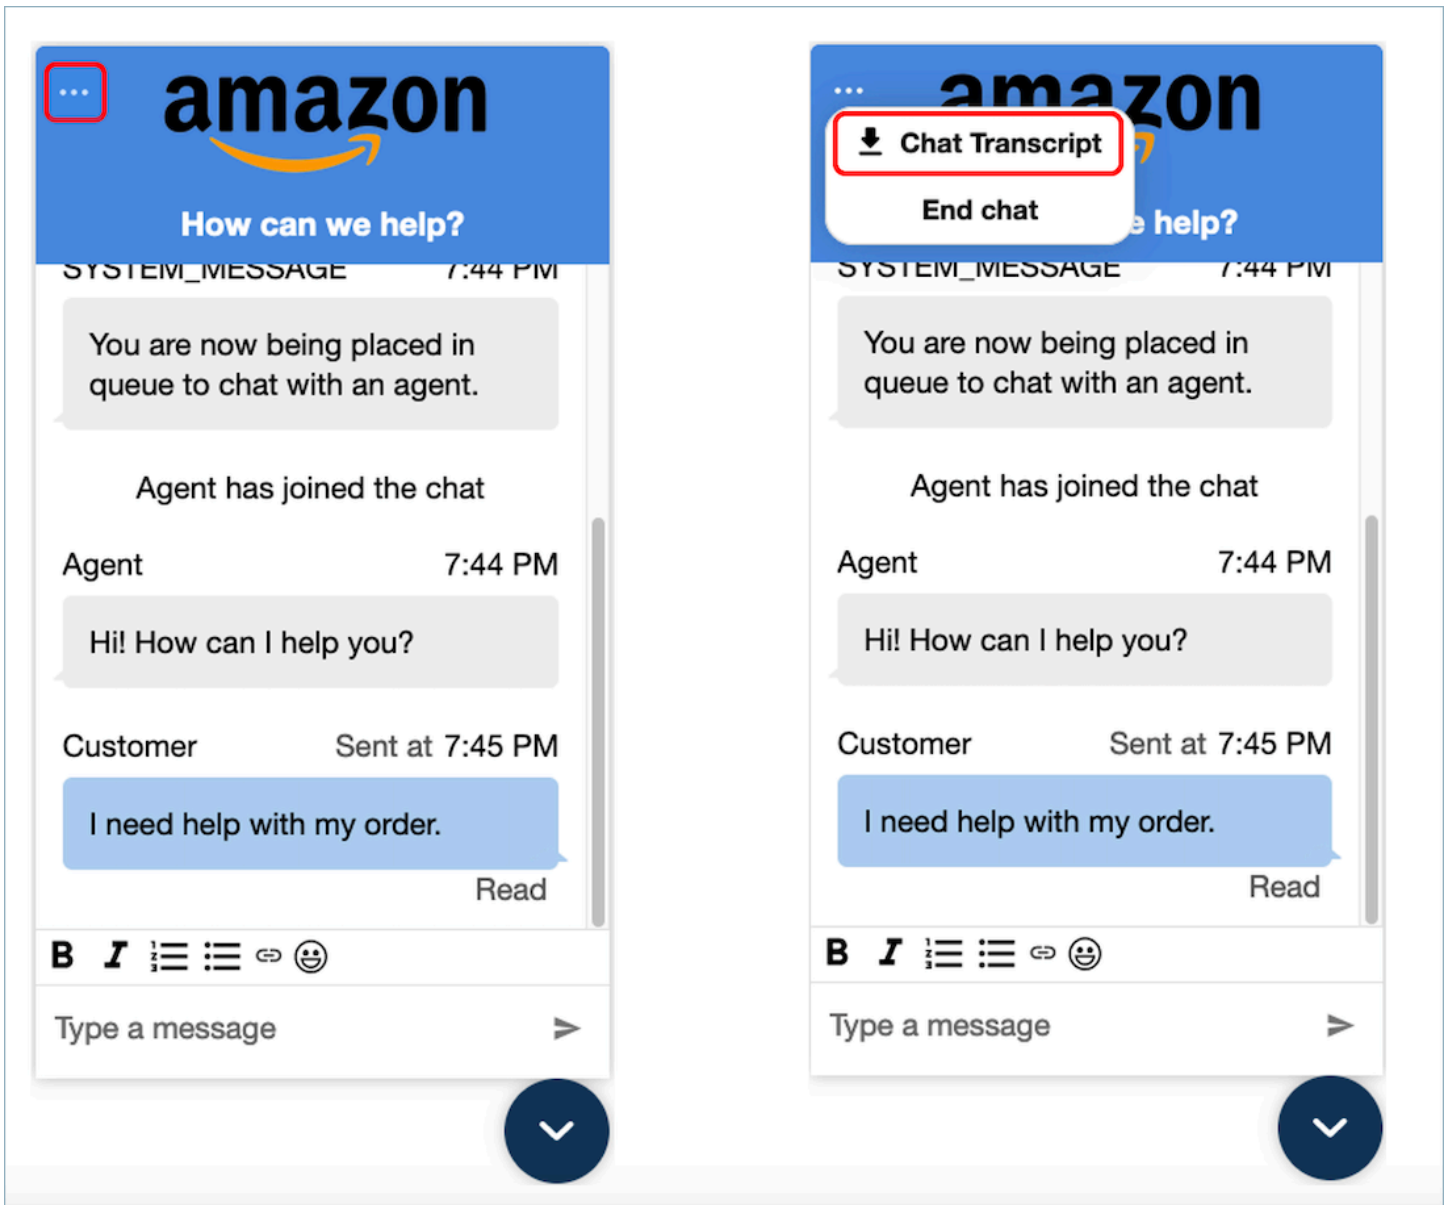 amazon
How can we help?
SYSTEM_MESSAGE 7:44 PM
You are now being placed in
queue to chat with an agent.
Agent has joined the chat
Agent 7:44 PM
Hi! How can I help you?
Customer Sent at 7:45 PM
I need help with my order.
Read
B I
Type a message
amazon
Chat Transcript
End chat
e help?
SYSTEM_MESSAGE 7:44 PM
You are now being placed in
queue to chat with an agent.
Agent has joined the chat
Agent 7:44 PM
Hi! How can I help you?
Customer Sent at 7:45 PM
I need help with my order.
Read
B I
Type a message